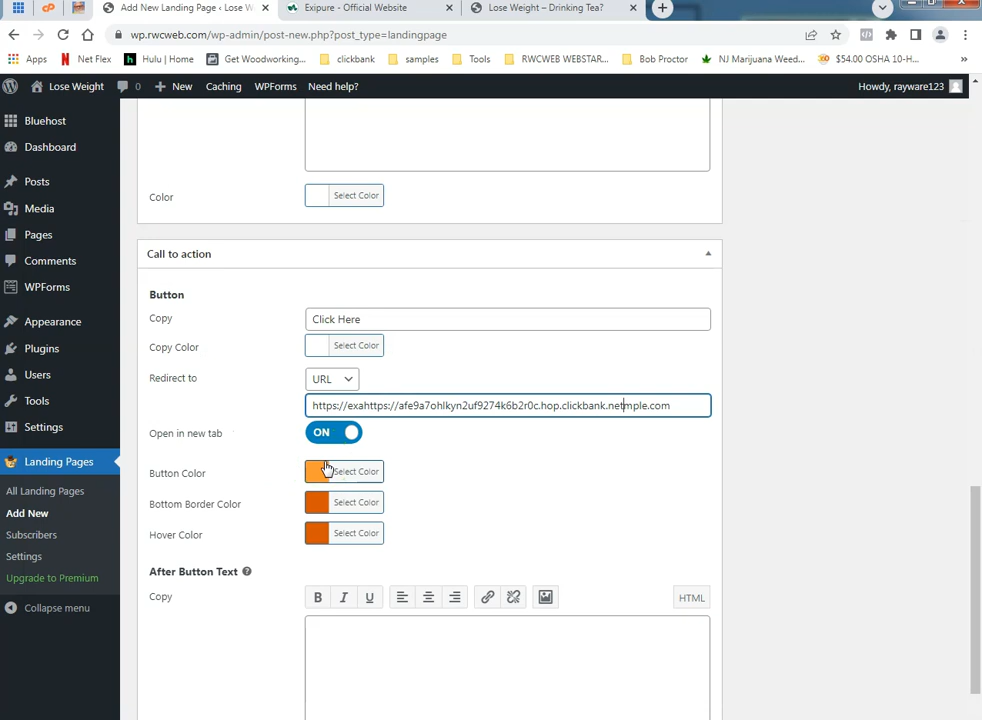 Add New Landing Page ‹ Lose W
Exipure - Official Website
Lose Weight – Drinking Tea?
wp.rwcweb.com/wp-admin/post-new.php?post_type=landingpage
Apps
Net Flex
Hulu | Home
Get Woodworking...
clickbank
samples
Tools
RWCWEB WEBSTAR...
Bob Proctor
NJ Marijuana Weed...
$54.00 OSHA 10-H...
Lose Weight
0
New
Caching
WPForms
Need help?
Howdy, rayware123
Bluehost
Dashboard
Posts
Media
Pages
Comments
WPForms
Appearance
Plugins
Users
Tools
Settings
Landing Pages
All Landing Pages
Add New
Subscribers
Settings
Upgrade to Premium
Collapse menu
Color
Select Color
Call to action
Button
Copy
Click Here
Copy Color
Select Color
Redirect to
URL
https://exahttps://afe9a7ohlkyn2uf9274k6b2r0c.hop.clickbank.netmple.com
Open in new tab
ON
Button Color
Select Color
Bottom Border Color
Select Color
Hover Color
Select Color
After Button Text
Copy
B I U
HTML